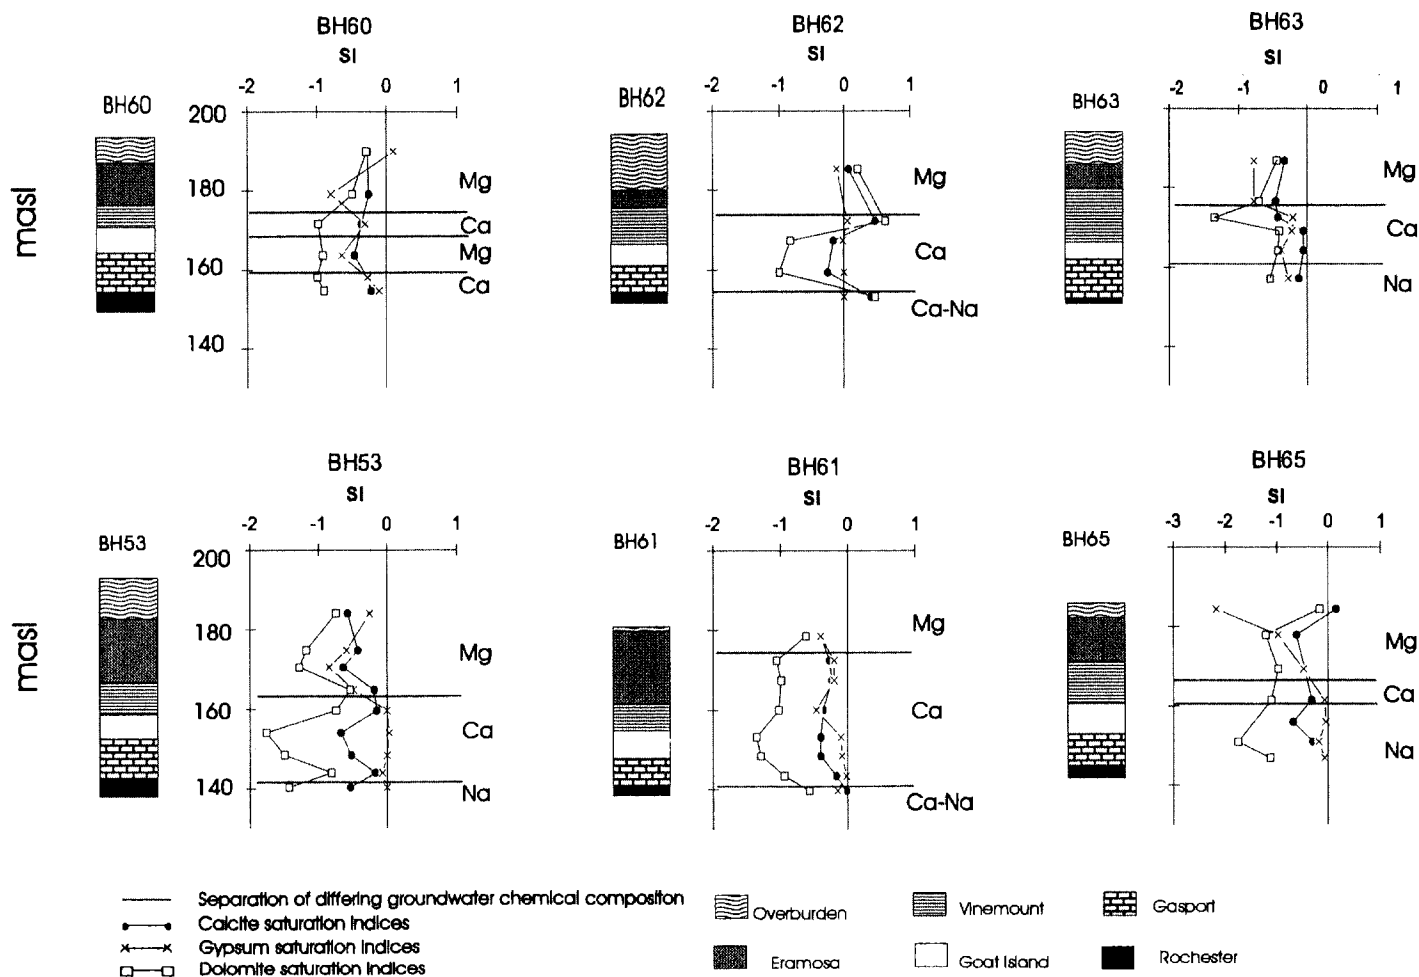 BH60
BH62
BH63
SI
SI
SI
-2 -1 0 1
-2 -1 0 1
-2 -1 0 1
BH60
BH62
BH63
200
180
160
140
masl
Mg
Ca
Mg
Ca
Mg
Ca
Ca-Na
Mg
Ca
Na
BH53
BH61
BH65
SI
SI
SI
-2 -1 0 1
-2 -1 0 1
-3 -2 -1 0 1
BH53
BH61
BH65
200
180
160
140
masl
Mg
Ca
Na
Mg
Ca
Ca-Na
Mg
Ca
Na
Separation of differing groundwater chemical compositon
Calcite saturation indices
Gypsum saturation indices
Dolomite saturation indices
Overburden
Vinemount
Gasport
Eramosa
Goat Island
Rochester